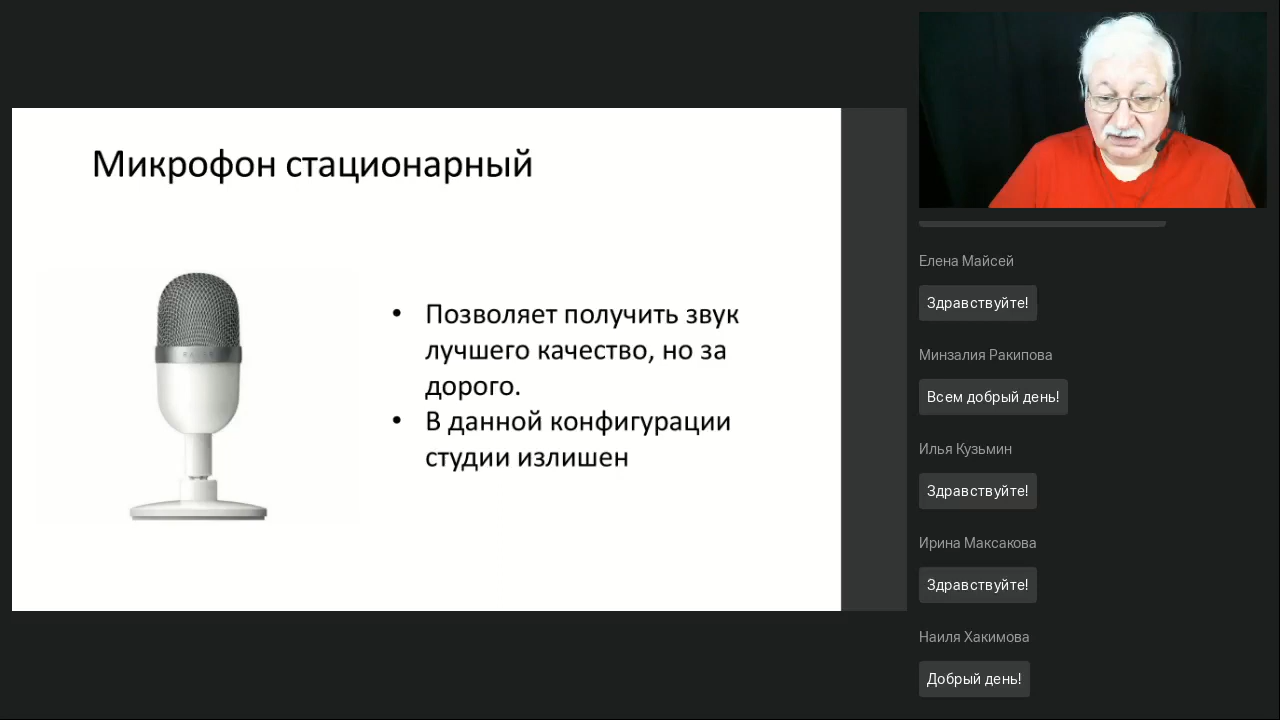 Микрофон стационарный
• Позволяет получить звук
лучшего качество, но за
дорого.
• В данной конфигурации
студии излишен
Елена Майсей
Здравствуйте!
Минзалия Ракипова
Всем добрый день!
Илья Кузьмин
Здравствуйте!
Ирина Максакова
Здравствуйте!
Наиля Хакимова
Добрый день!